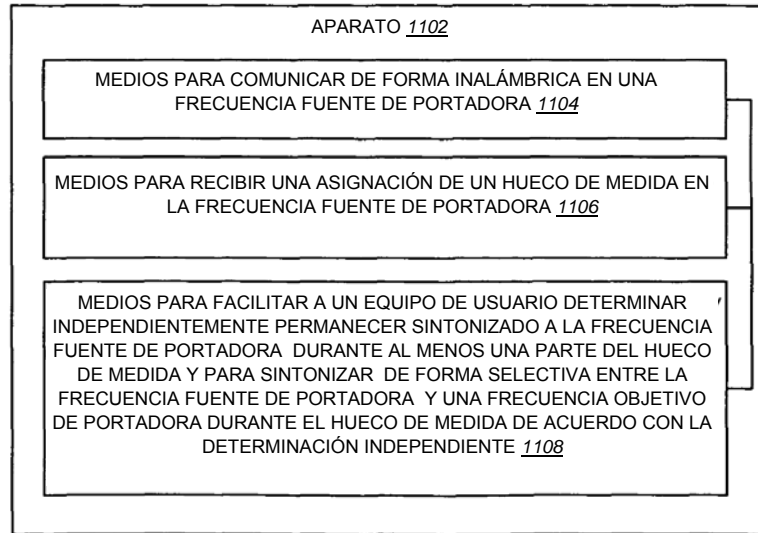 APARATO 1102
MEDIOS PARA COMUNICAR DE FORMA INALÁMBRICA EN UNA
FRECUENCIA FUENTE DE PORTADORA 1104
MEDIOS PARA RECIBIR UNA ASIGNACIÓN DE UN HUECO DE MEDIDA EN
LA FRECUENCIA FUENTE DE PORTADORA 1106
MEDIOS PARA FACILITAR A UN EQUIPO DE USUARIO DETERMINAR
INDEPENDIENTEMENTE PERMANECER SINTONIZADO A LA FRECUENCIA
FUENTE DE PORTADORA DURANTE AL MENOS UNA PARTE DEL HUECO
DE MEDIDA Y PARA SINTONIZAR DE FORMA SELECTIVA ENTRE LA
FRECUENCIA FUENTE DE PORTADORA Y UNA FRECUENCIA OBJETIVO
DE PORTADORA DURANTE EL HUECO DE MEDIDA DE ACUERDO CON LA
DETERMINACIÓN INDEPENDIENTE 1108